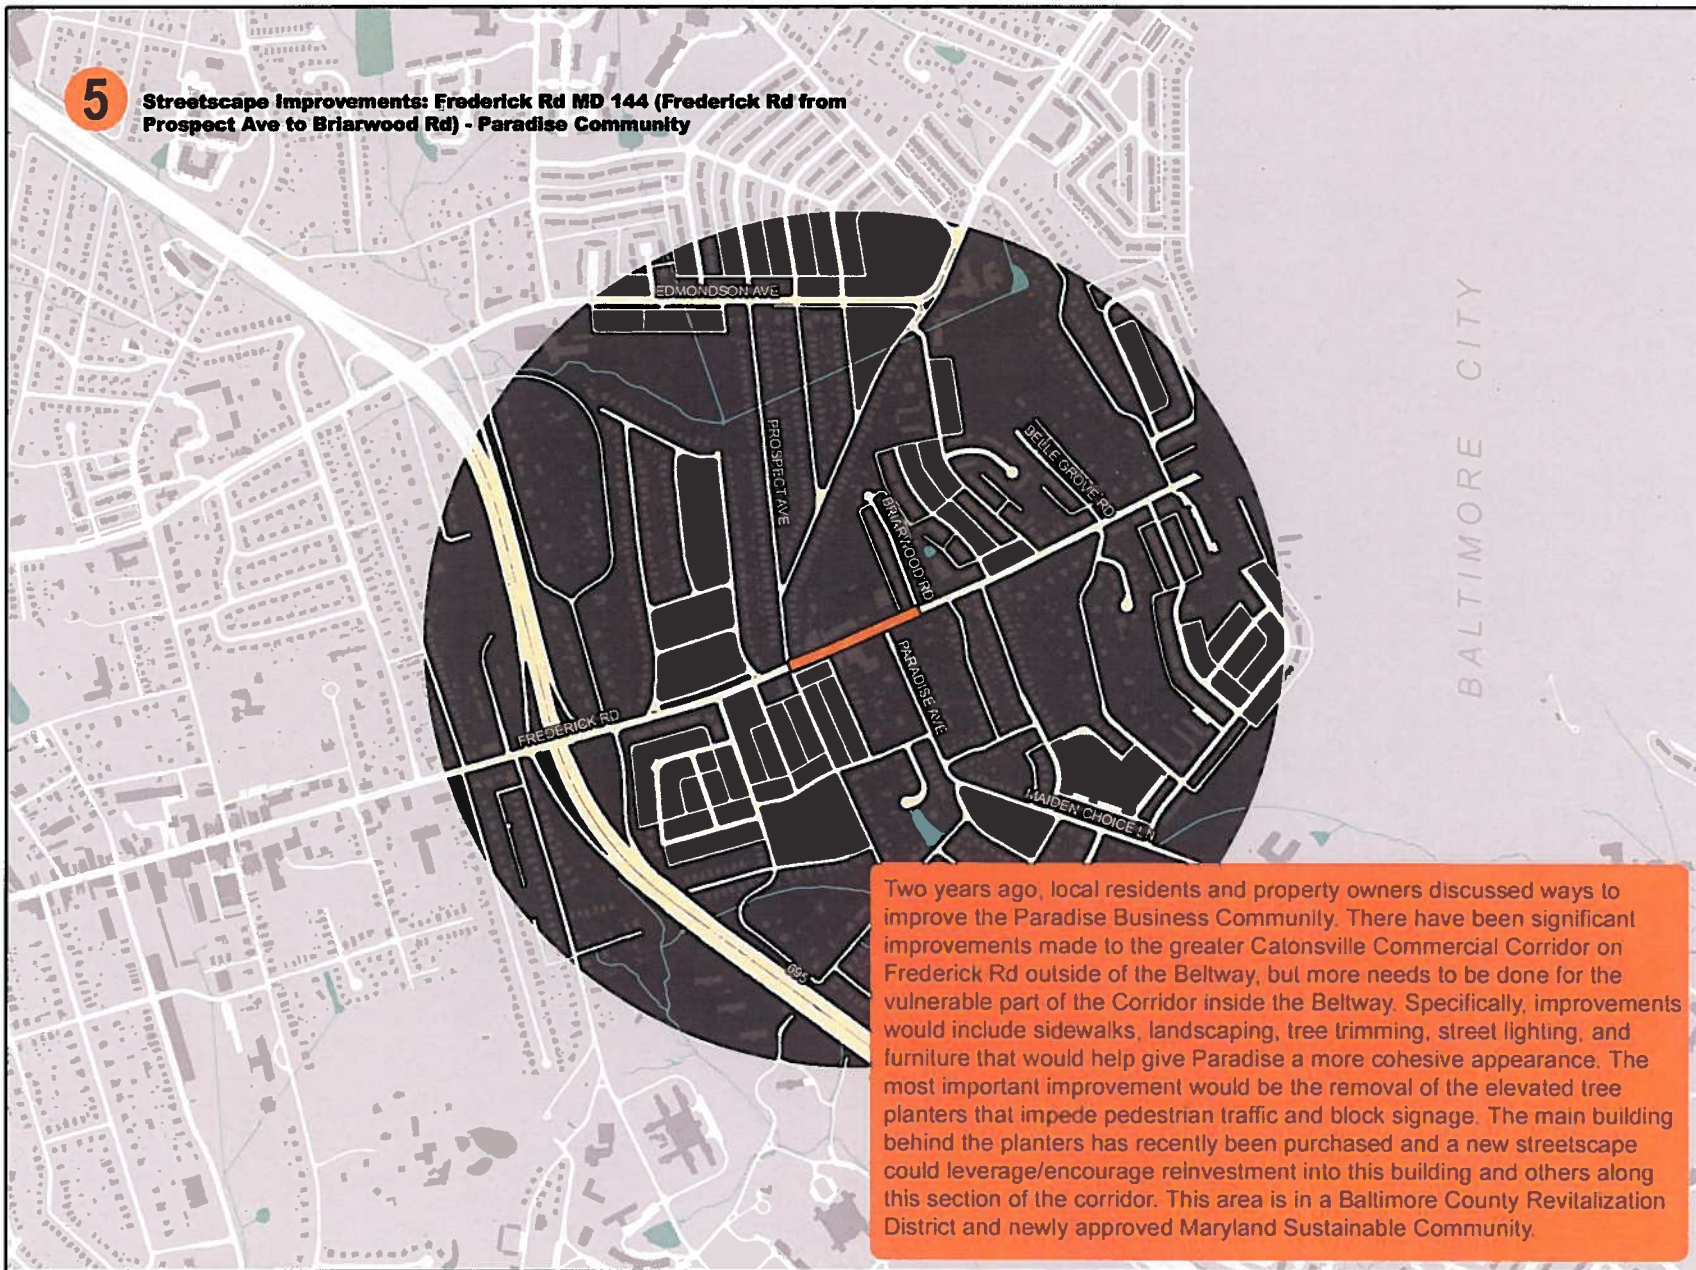 5
Streetscape Improvements: Frederick Rd MD 144 (Frederick Rd from
Prospect Ave to Briarwood Rd) - Paradise Community
EDMONDSON AVE
PROSPECT AVE
BELLE GROVE RD
BRIARWOOD RD
BALTIMORE CITY
PARADISE AVE
FREDERICK RD
MAIDEN CHOICE LN
695
Two years ago, local residents and property owners discussed ways to
improve the Paradise Business Community. There have been significant
improvements made to the greater Catonsville Commercial Corridor on
Frederick Rd outside of the Beltway, but more needs to be done for the
vulnerable part of the Corridor inside the Beltway. Specifically, improvements
would include sidewalks, landscaping, tree trimming, street lighting, and
furniture that would help give Paradise a more cohesive appearance. The
most important improvement would be the removal of the elevated tree
planters that impede pedestrian traffic and block signage. The main building
behind the planters has recently been purchased and a new streetscape
could leverage/encourage reinvestment into this building and others along
this section of the corridor. This area is in a Baltimore County Revitalization
District and newly approved Maryland Sustainable Community.